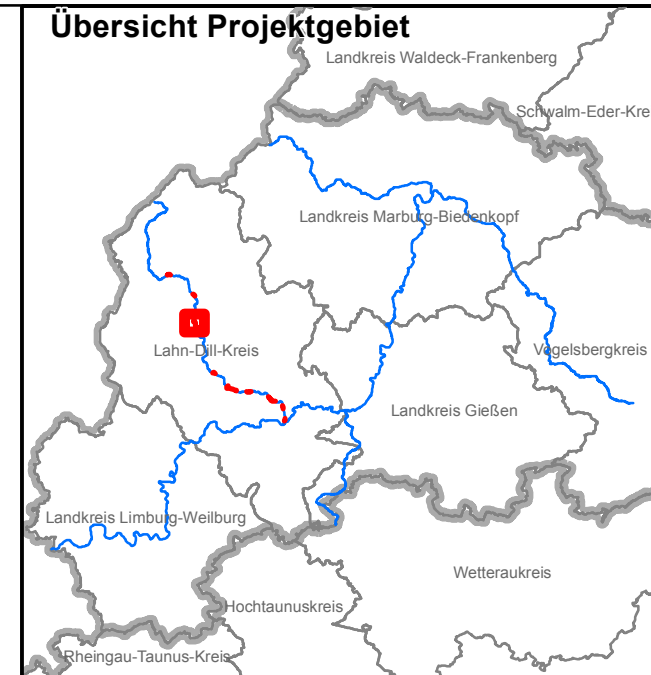 Übersicht Projektgebiet
Landkreis Waldeck-Frankenberg
Schwalm-Eder-Kre
Landkreis Marburg-Biedenkopf
Lahn-Dill-Kreis
Vogelsbergkreis
Landkreis Gießen
Landkreis Limburg-Weilburg
Wetteraukreis
Hochtaunuskreis
Rheingau-Taunus-Kreis